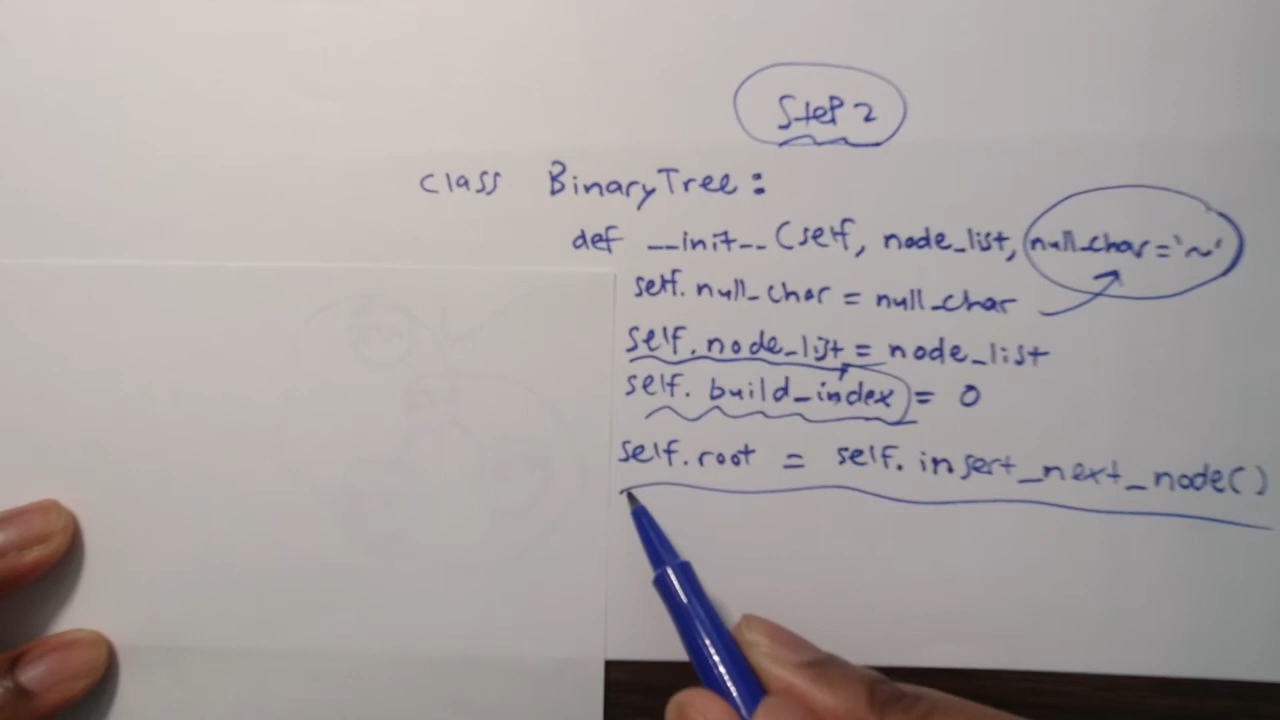 Step 2
class BinaryTree:
def __init__(self, node_list, null_char='~'
self.null_char = null_char
self.node_list = node_list
self.build_index = 0
self.root = self.insert_next_node()